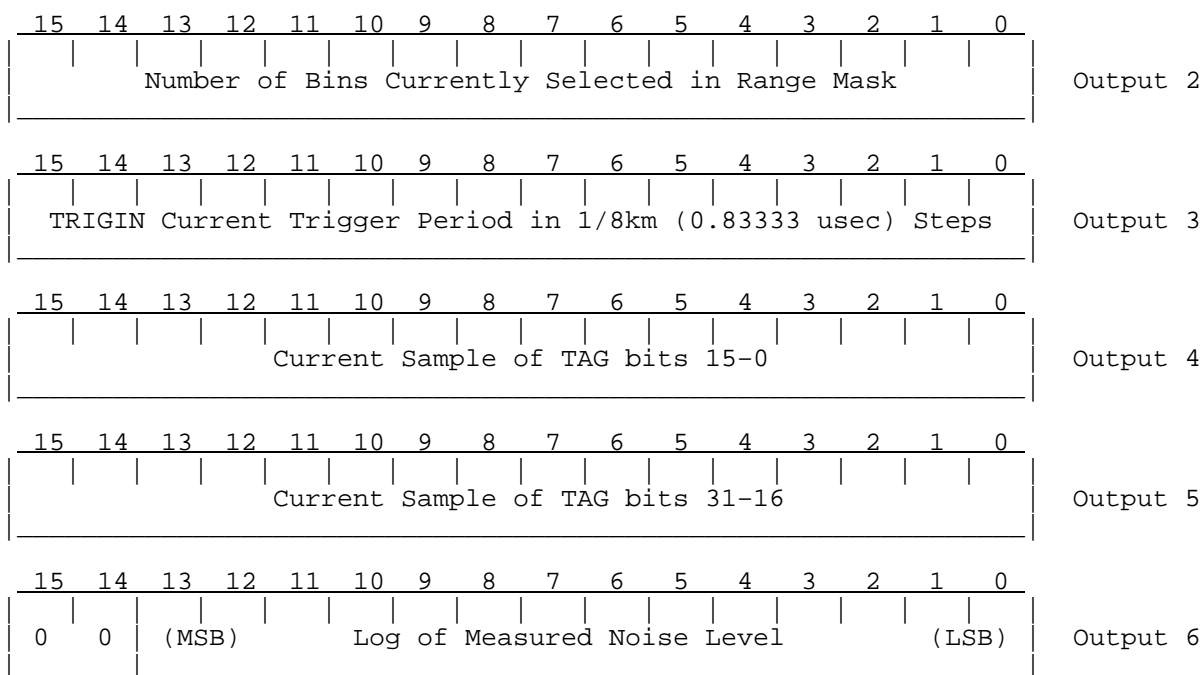 15 14 13 12 11 10 9 8 7 6 5 4 3 2 1 0
Number of Bins Currently Selected in Range Mask Output 2
15 14 13 12 11 10 9 8 7 6 5 4 3 2 1 0
TRIGIN Current Trigger Period in 1/8km (0.83333 usec) Steps Output 3
15 14 13 12 11 10 9 8 7 6 5 4 3 2 1 0
Current Sample of TAG bits 15−0 Output 4
15 14 13 12 11 10 9 8 7 6 5 4 3 2 1 0
Current Sample of TAG bits 31−16 Output 5
15 14 13 12 11 10 9 8 7 6 5 4 3 2 1 0
0 0 (MSB) Log of Measured Noise Level (LSB) Output 6